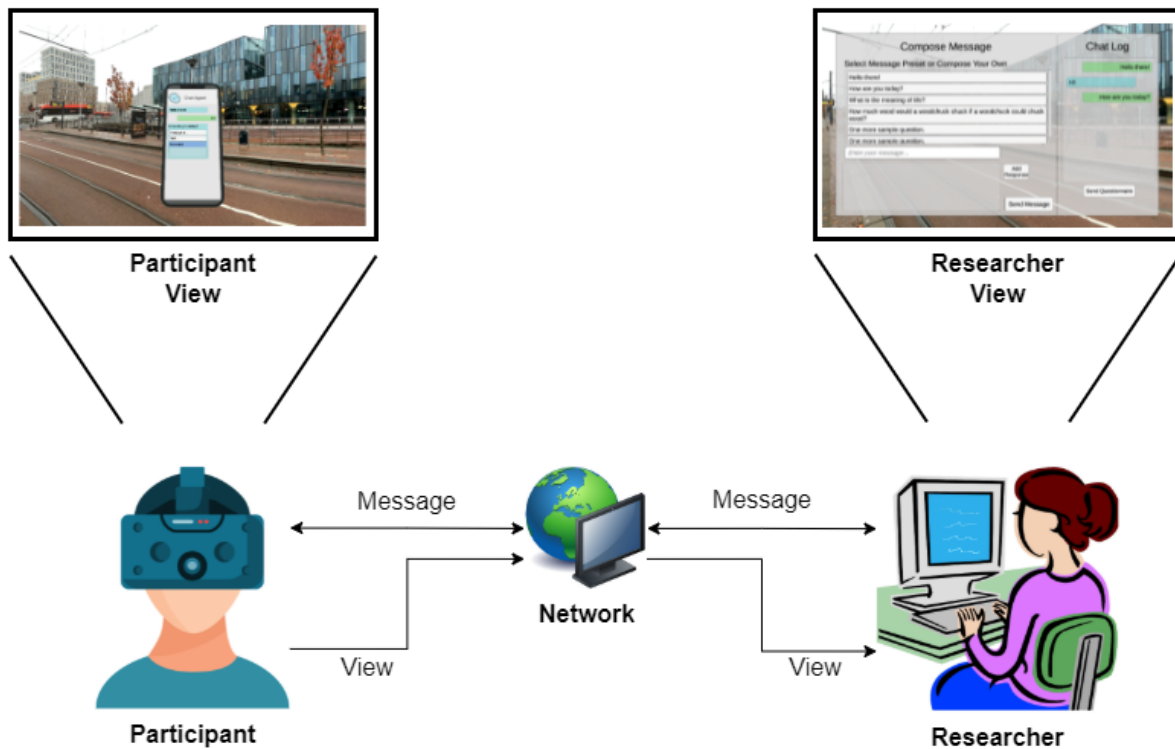 Compose Message
Chat Log
Select Message Preset or Compose Your Own
Hello there!
Hello there!
How are you today?
Hi!
What is the meaning of life?
How are you today?
How much wood would a woodchuck chuck if a woodchuck could chuck
wood?
One more sample question.
One more sample question.
Enter your message...
Add
Response
Send Questionnaire
Send Message
Participant
View
Researcher
View
Message
Message
Network
View
View
Participant
Researcher